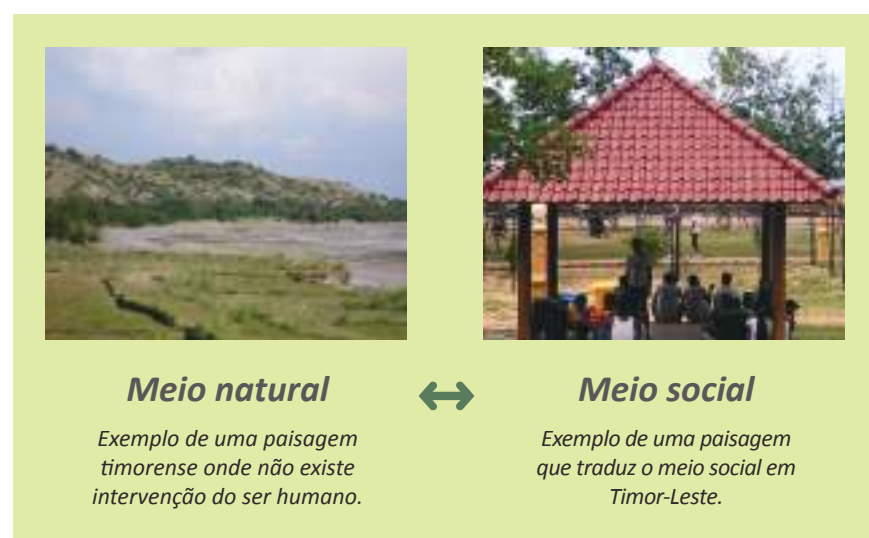 Meio natural
Exemplo de uma paisagem
timorense onde não existe
intervenção do ser humano.
Meio social
Exemplo de uma paisagem
que traduz o meio social em
Timor-Leste.